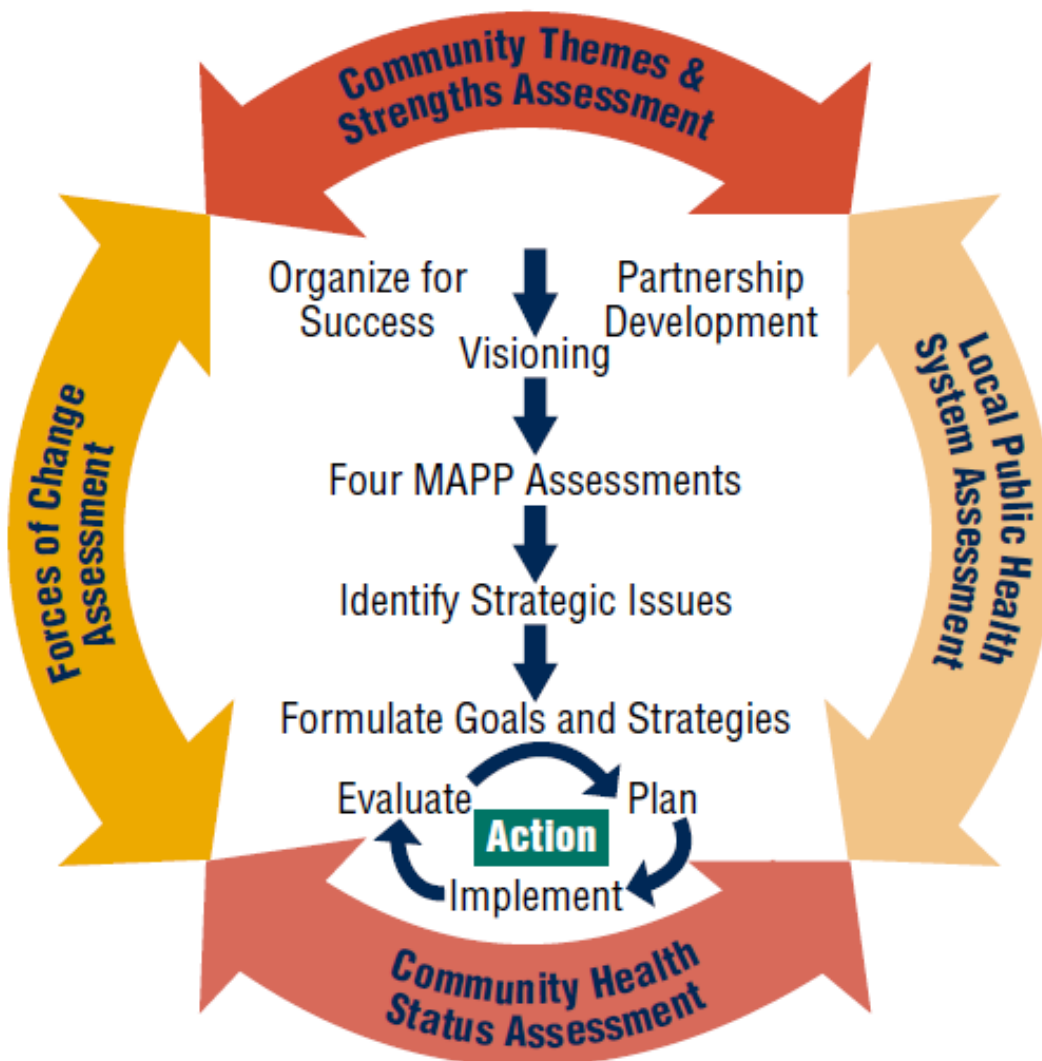 Community Themes &
Strengths Assessment
Organize for
Success
Partnership
Development
Visioning
Four MAPP Assessments
Identify Strategic Issues
Formulate Goals and Strategies
Evaluate
Plan
Action
Implement
Forces of Change
Assessment
Local Public Health
System Assessment
Community Health
Status Assessment